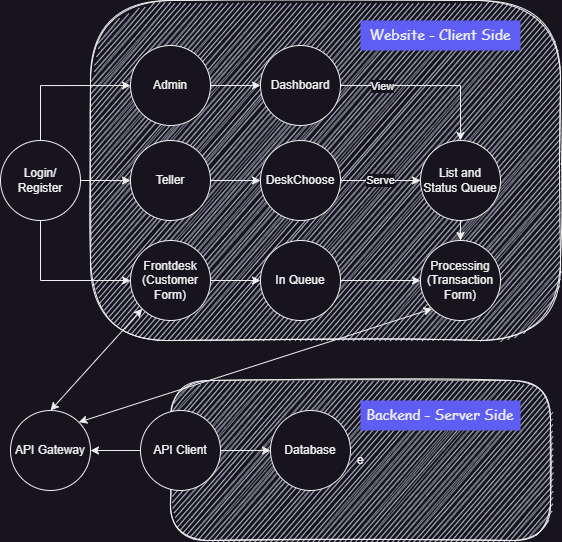 Website - Client Side
Admin
Dashboard
View
Login/
Register
Teller
DeskChoose
Serve
List and
Status Queue
Frontdesk
(Customer
Form)
In Queue
Processing
(Transaction
Form)
Backend - Server Side
API Gateway
API Client
Database
e